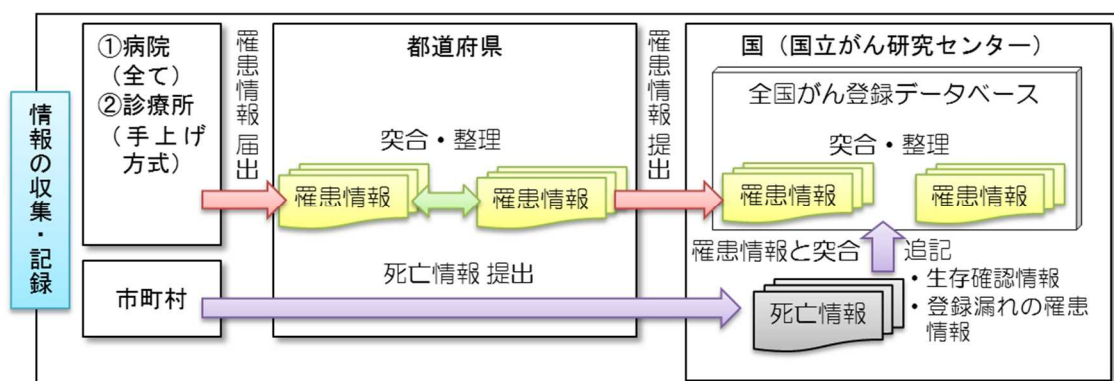 情報の収集・記録
①病院
（全て）
②診療所
（手上げ
方式）
市町村
罹患情報 届出
都道府県
突合・整理
罹患情報
罹患情報
死亡情報 提出
罹患情報 提出
国（国立がん研究センター）
全国がん登録データベース
突合・整理
罹患情報
罹患情報
罹患情報と突合
追記
死亡情報
・生存確認情報
・登録漏れの罹患
情報